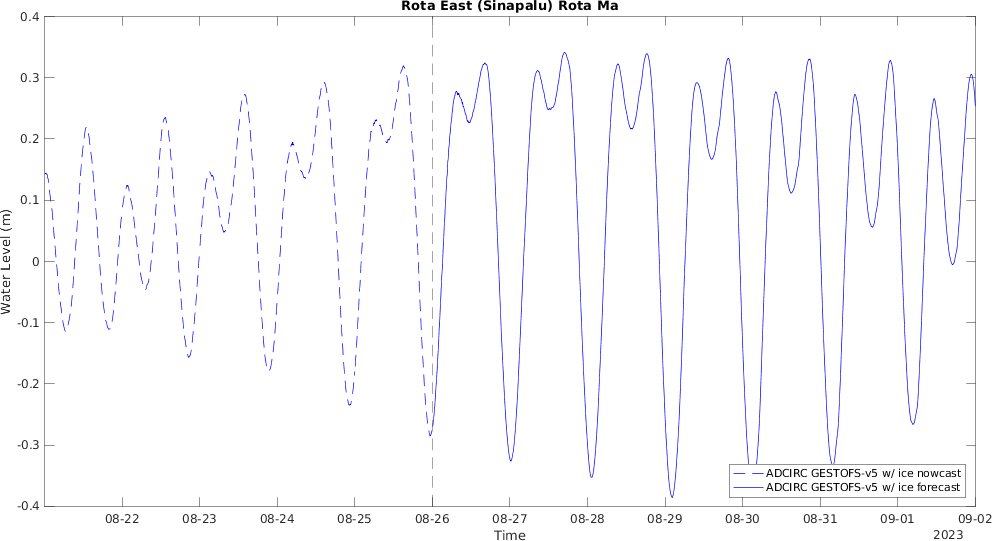 Rota East (Sinapalu) Rota Ma
Water Level (m)
0.4
0.3
0.2
0.1
0
-0.1
-0.2
-0.3
-0.4
ADCIRC GESTOFS-v5 w/ ice nowcast
ADCIRC GESTOFS-v5 w/ ice forecast
08-22 08-23 08-24 08-25 08-26 08-27 08-28 08-29 08-30 08-31 09-01 09-02
Time
2023